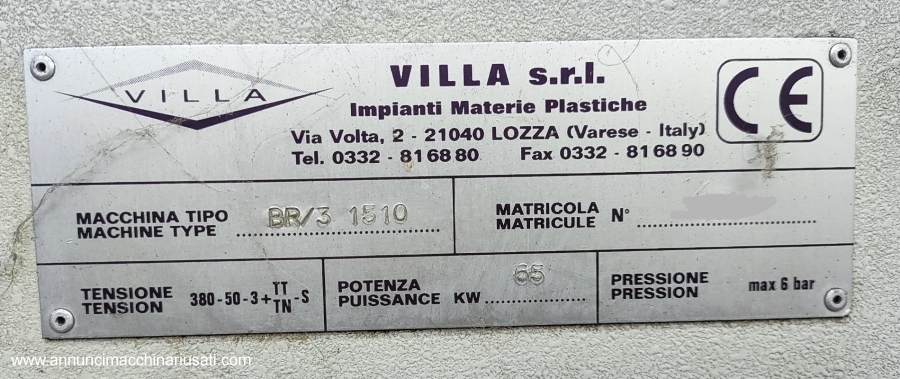 VILLA
VILLA s.r.l.
Impianti Materie Plastiche
Via Volta, 2 - 21040 LOZZA (Varese - Italy)
Tel. 0332 - 816880 Fax 0332 - 816890
CE
MACCHINA TIPO
MACHINE TYPE BR/3 1510
MATRICOLA
MATRICULE N°
TENSIONE
TENSION 380-50-3+TT
TN-S
POTENZA
PUISSANCE KW 65
PRESSIONE
PRESSION max 6 bar
www.annuncimacchinariusati.com